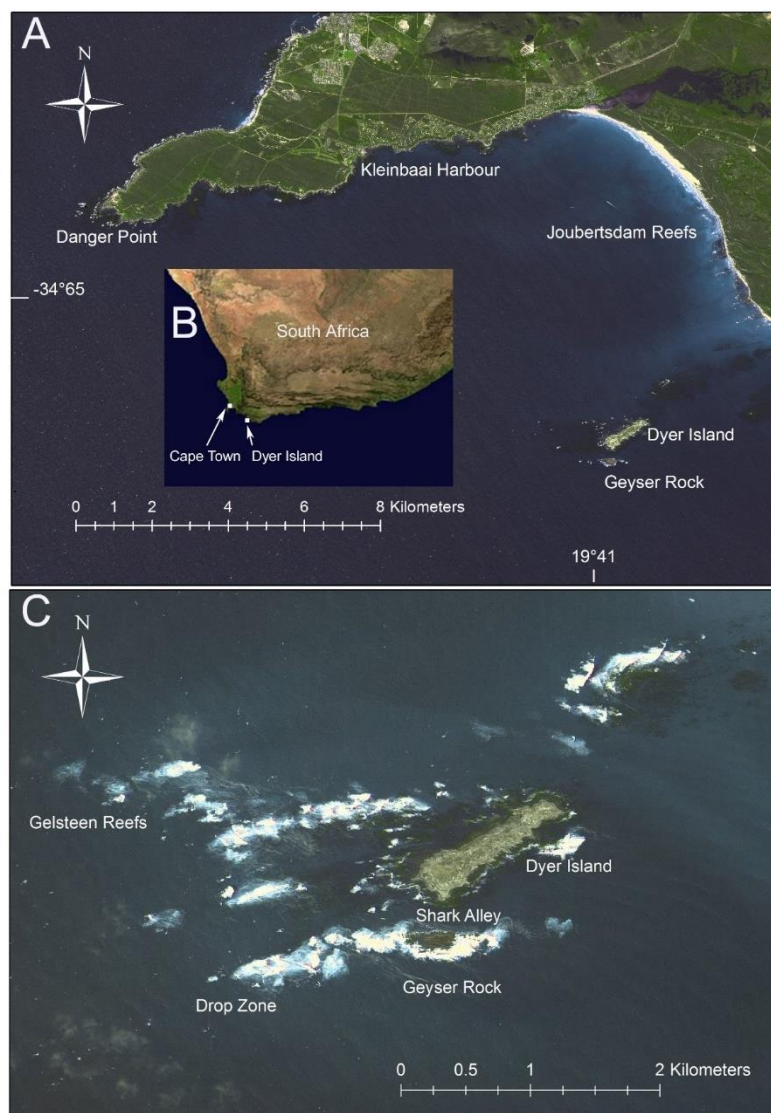 A
N
Kleinbaai Harbour
Danger Point
Joubertsdam Reefs
-34°65
B
South Africa
Cape Town
Dyer Island
Dyer Island
Geyser Rock
0 2 4 6 8 Kilometers
19°41
C
N
Gelsteen Reefs
Dyer Island
Shark Alley
Geyser Rock
Drop Zone
0 0.5 1 2 Kilometers